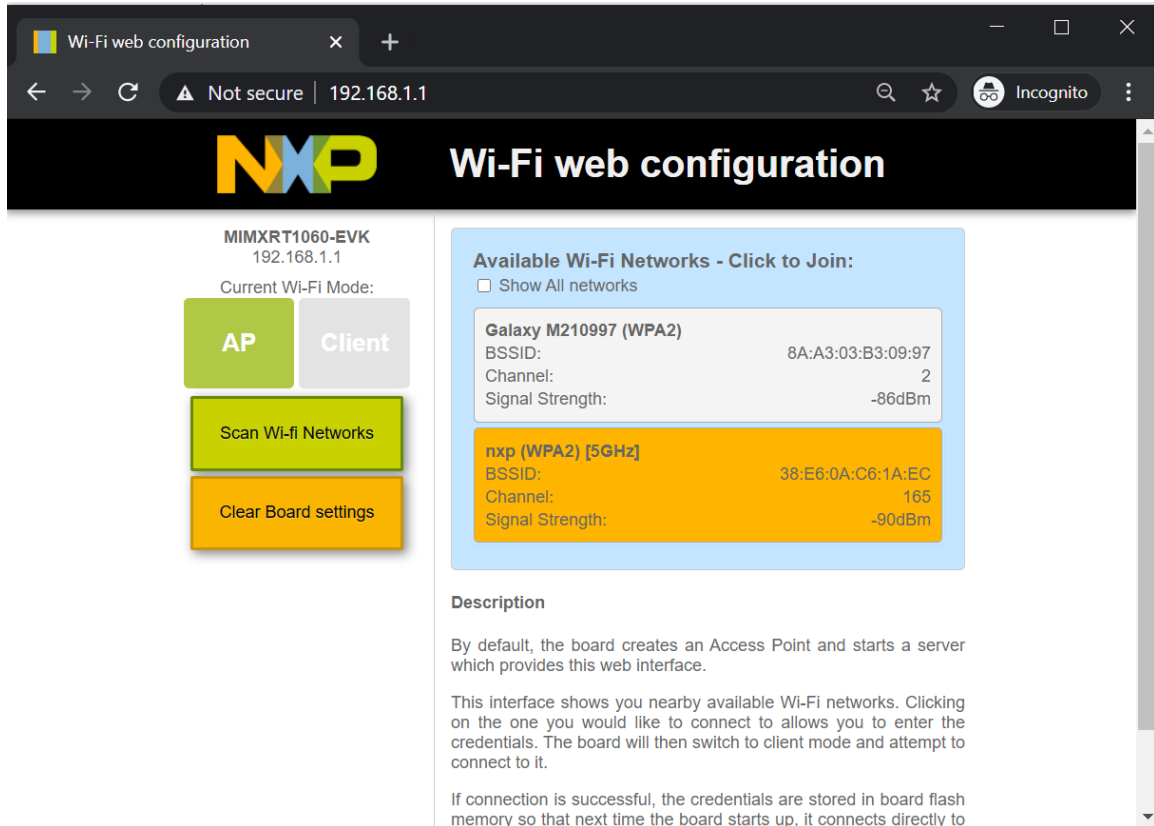 Wi-Fi web configuration
Not secure | 192.168.1.1
Incognito
NXP
Wi-Fi web configuration
MIMXRT1060-EVK
192.168.1.1
Current Wi-Fi Mode:
AP
Client
Scan Wi-fi Networks
Clear Board settings
Available Wi-Fi Networks - Click to Join:
Show All networks
Galaxy M210997 (WPA2)
BSSID: 8A:A3:03:B3:09:97
Channel: 2
Signal Strength: -86dBm
nxp (WPA2) [5GHz]
BSSID: 38:E6:0A:C6:1A:EC
Channel: 165
Signal Strength: -90dBm
Description
By default, the board creates an Access Point and starts a server
which provides this web interface.
This interface shows you nearby available Wi-Fi networks. Clicking
on the one you would like to connect to allows you to enter the
credentials. The board will then switch to client mode and attempt to
connect to it.
If connection is successful, the credentials are stored in board flash
memory so that next time the board starts up, it connects directly to